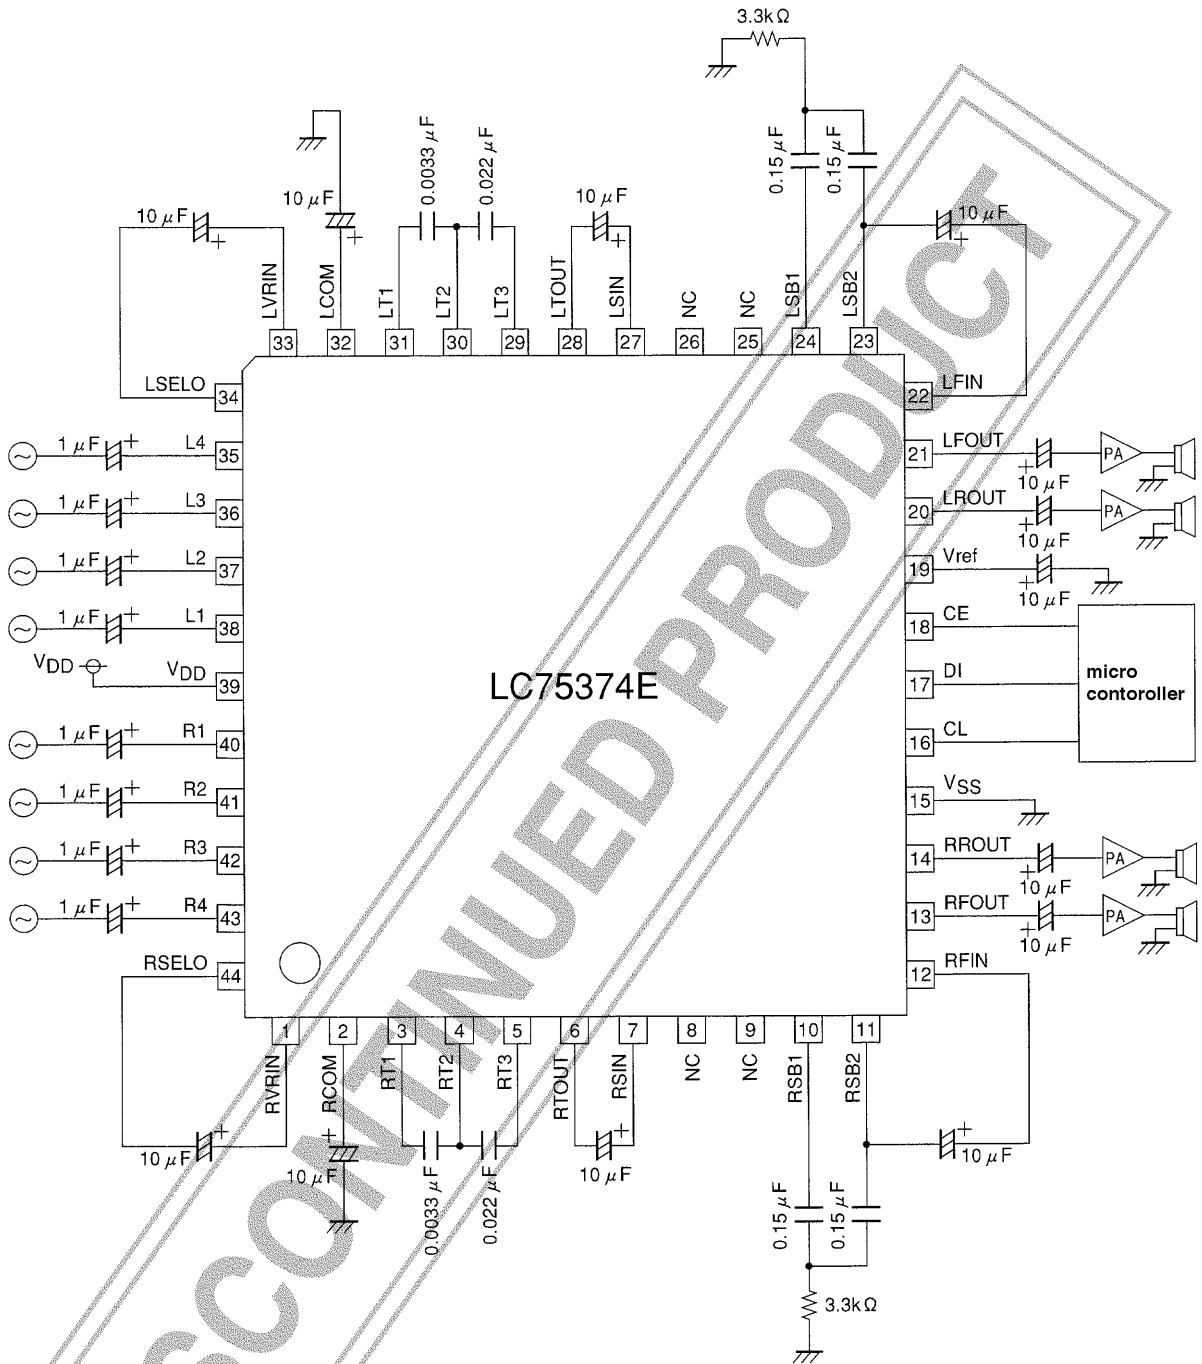 3.3k Ω
0.0033 μF
0.022 μF
0.15 μF
0.15 μF
10 μF
10 μF
10 μF
10 μF
+
+
+
+
LVRIN
LCOM
LT1
LT2
LT3
LTOUT
LSIN
NC
NC
LSB1
LSB2
33
32
31
30
29
28
27
26
25
24
23
LSELO
34
22
LFIN
1 μF
+
L4
35
21
LFOUT
+
10 μF
PA
1 μF
+
L3
36
20
LROUT
+
10 μF
PA
1 μF
+
L2
37
19
Vref
+
10 μF
1 μF
+
L1
38
18
CE
VDD
VDD
39
LC75374E
17
DI
micro
contoroller
1 μF
+
R1
40
16
CL
1 μF
+
R2
41
15
VSS
1 μF
+
R3
42
14
RROUT
+
10 μF
PA
1 μF
+
R4
43
13
RFOUT
+
10 μF
PA
RSELO
44
12
RFIN
1
2
3
4
5
6
7
8
9
10
11
RVRIN
RCOM
RT1
RT2
RT3
RTOUT
RSIN
NC
NC
RSB1
RSB2
+
+
+
+
10 μF
10 μF
10 μF
10 μF
0.0033 μF
0.022 μF
0.15 μF
0.15 μF
3.3k Ω
SCONTINUED PRODUCT